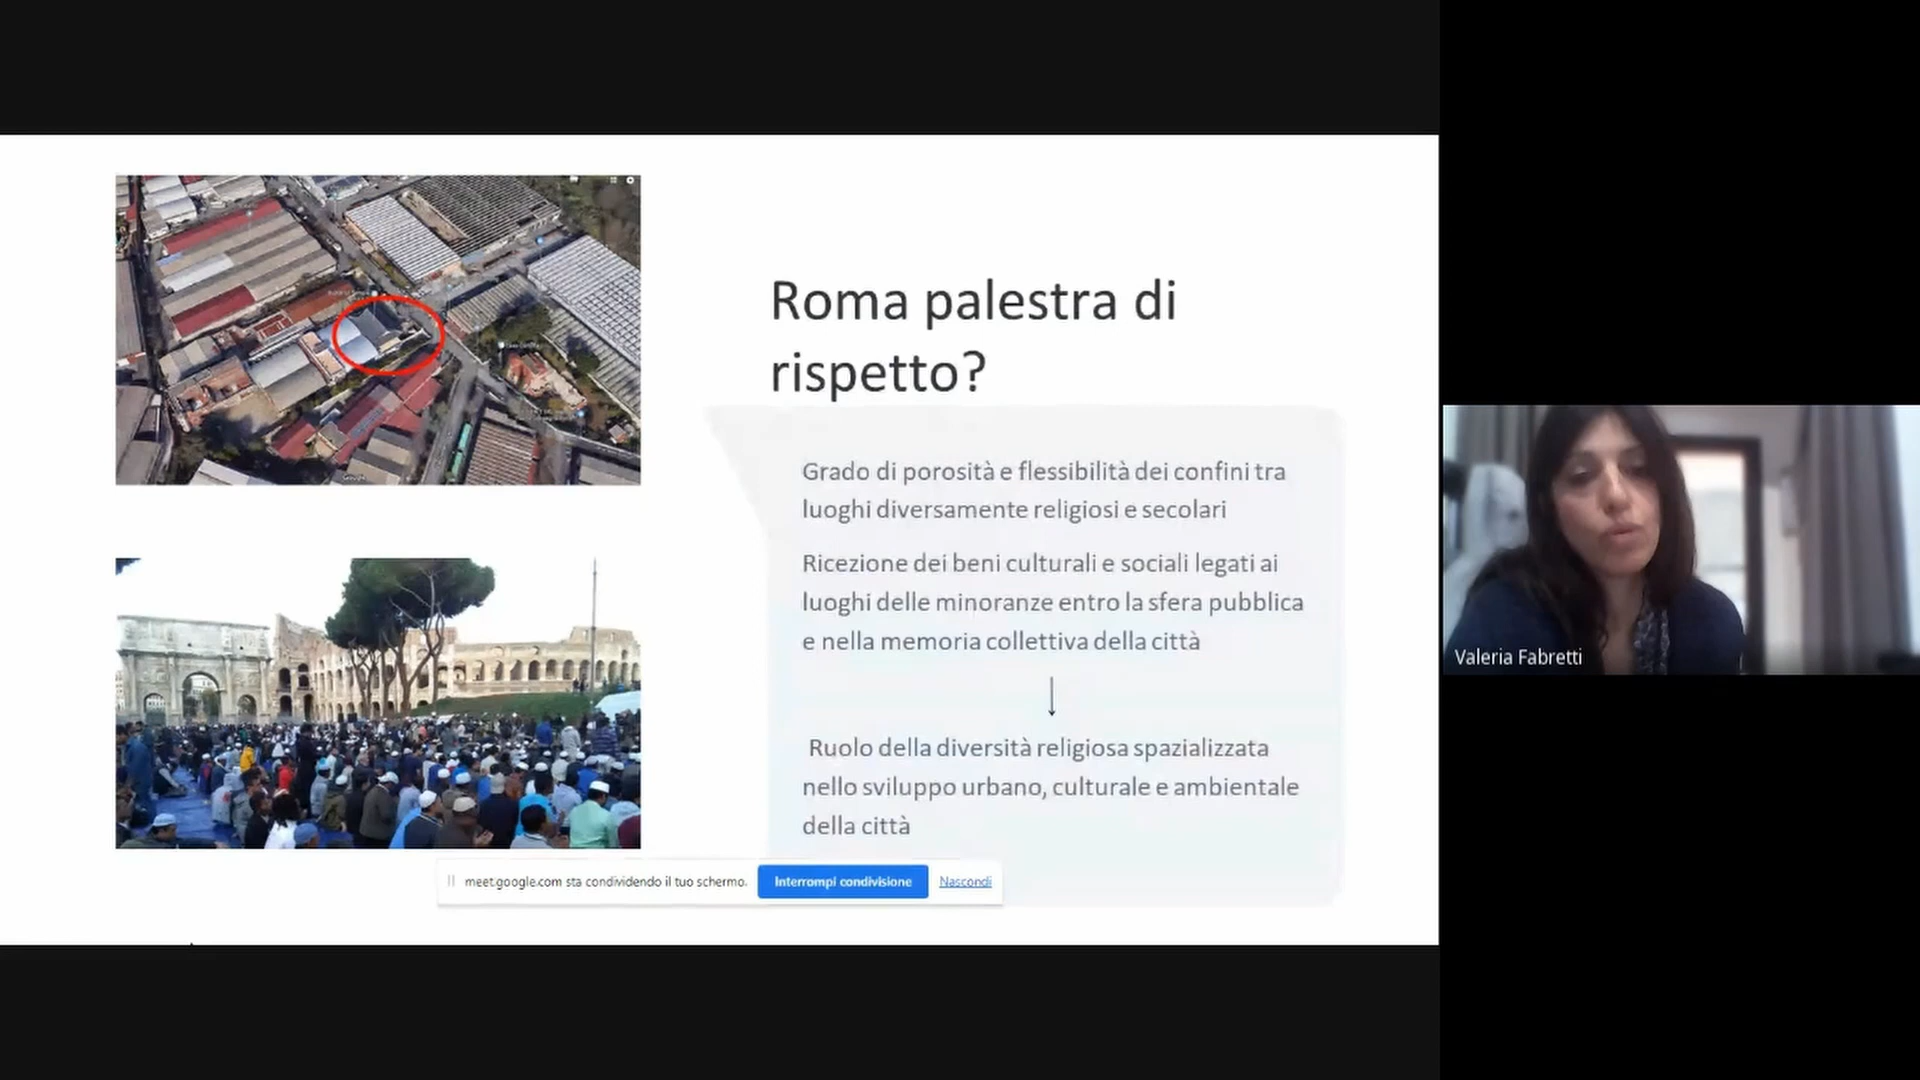 Roma palestra di
rispetto?
Grado di porosità e flessibilità dei confini tra
luoghi diversamente religiosi e secolari
Ricezione dei beni culturali e sociali legati ai
luoghi delle minoranze entro la sfera pubblica
e nella memoria collettiva della città
Ruolo della diversità religiosa spazializzata
nello sviluppo urbano, culturale e ambientale
della città
meet.google.com sta condividendo il tuo schermo.
Interrompi condivisione
Nascondi
Valeria Fabretti
Google